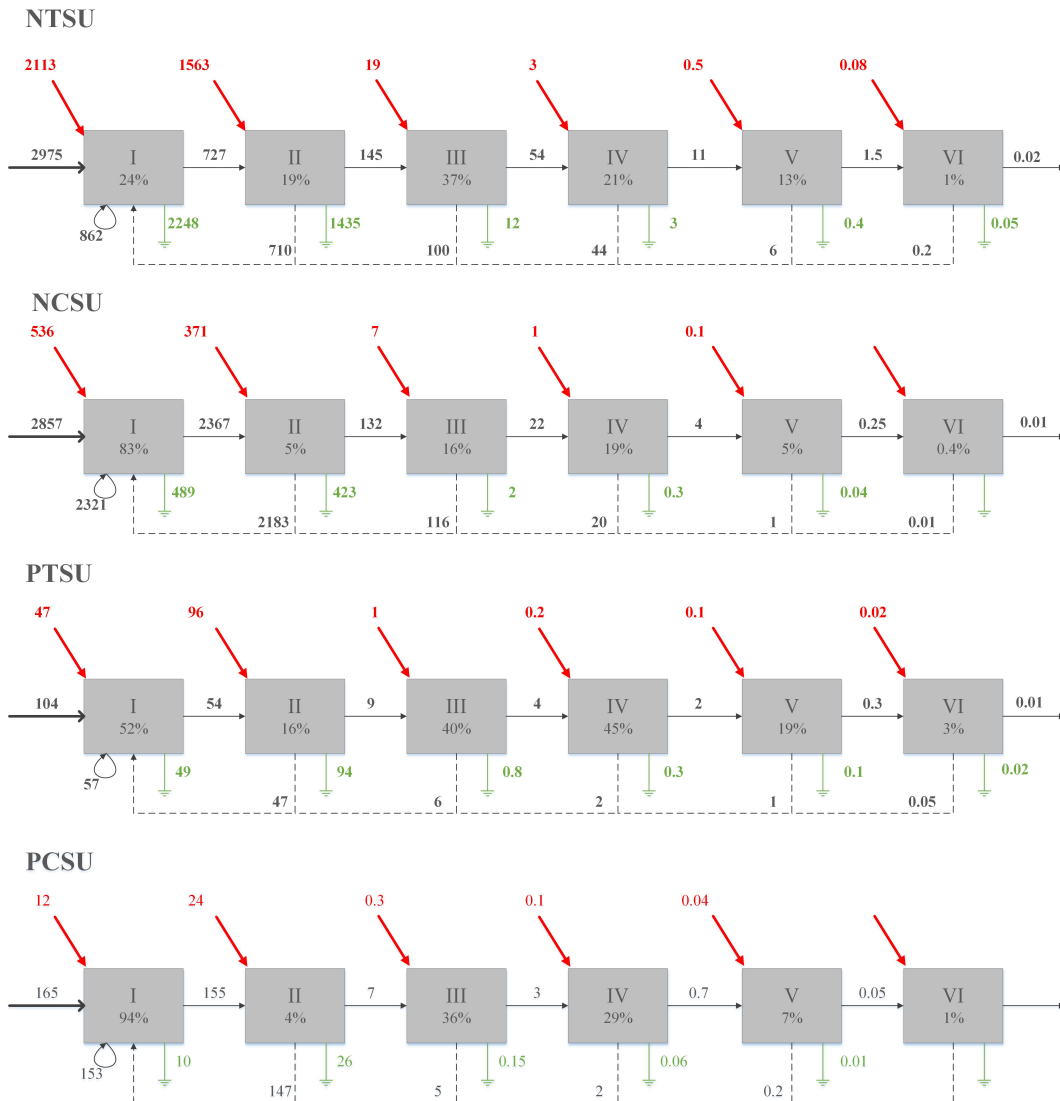 NTSU
2113 1563 19 3 0.5 0.08
2975 I 727 II 145 III 54 IV 11 V 1.5 VI 0.02
24% 19% 37% 21% 13% 1%
862 2248 1435 12 3 0.4 0.05
710 100 44 6 0.2
NCSU
536 371 7 1 0.1
2857 I 2367 II 132 III 22 IV 4 V 0.25 VI 0.01
83% 5% 16% 19% 5% 0.4%
2321 489 423 2 0.3 0.04
2183 116 20 1 0.01
PTSU
47 96 1 0.2 0.1 0.02
104 I 54 II 9 III 4 IV 2 V 0.3 VI 0.01
52% 16% 40% 45% 19% 3%
57 49 94 0.8 0.3 0.1 0.02
47 6 2 1 0.05
PCSU
12 24 0.3 0.1 0.04
165 I 155 II 7 III 3 IV 0.7 V 0.05 VI
94% 4% 36% 29% 7% 1%
153 10 26 0.15 0.06 0.01
147 5 2 0.2